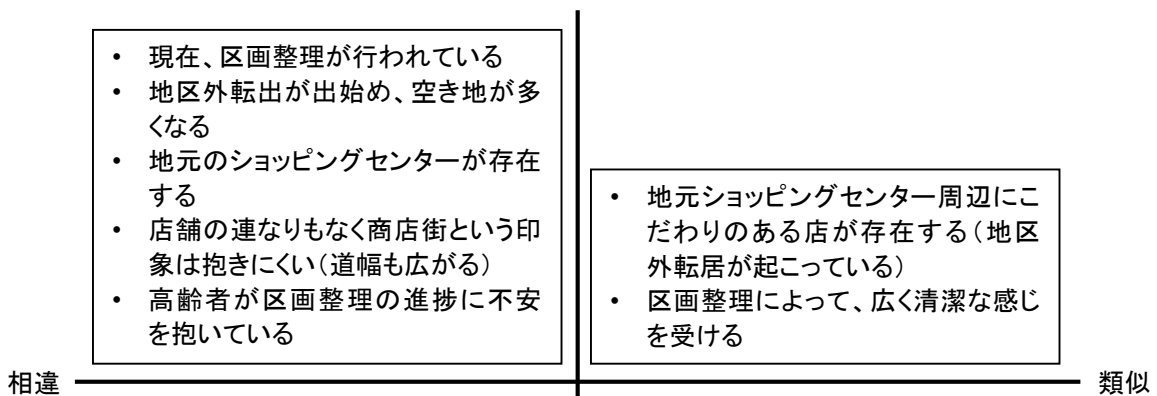 • 現在、区画整理が行われている
• 地区外転出が出始め、空き地が多
くなる
• 地元のショッピングセンターが存在
する
• 店舗の連なりもなく商店街という印
象は抱きにくい(道幅も広がる)
• 高齢者が区画整理の進捗に不安
を抱いている
• 地元ショッピングセンター周辺にこ
だわりのある店が存在する(地区
外転居が起こっている)
• 区画整理によって、広く清潔な感じ
を受ける
相違
類似